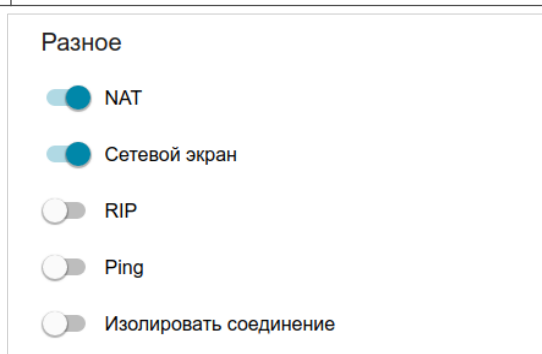 Разное
NAT
Сетевой экран
RIP
Ping
Изолировать соединение